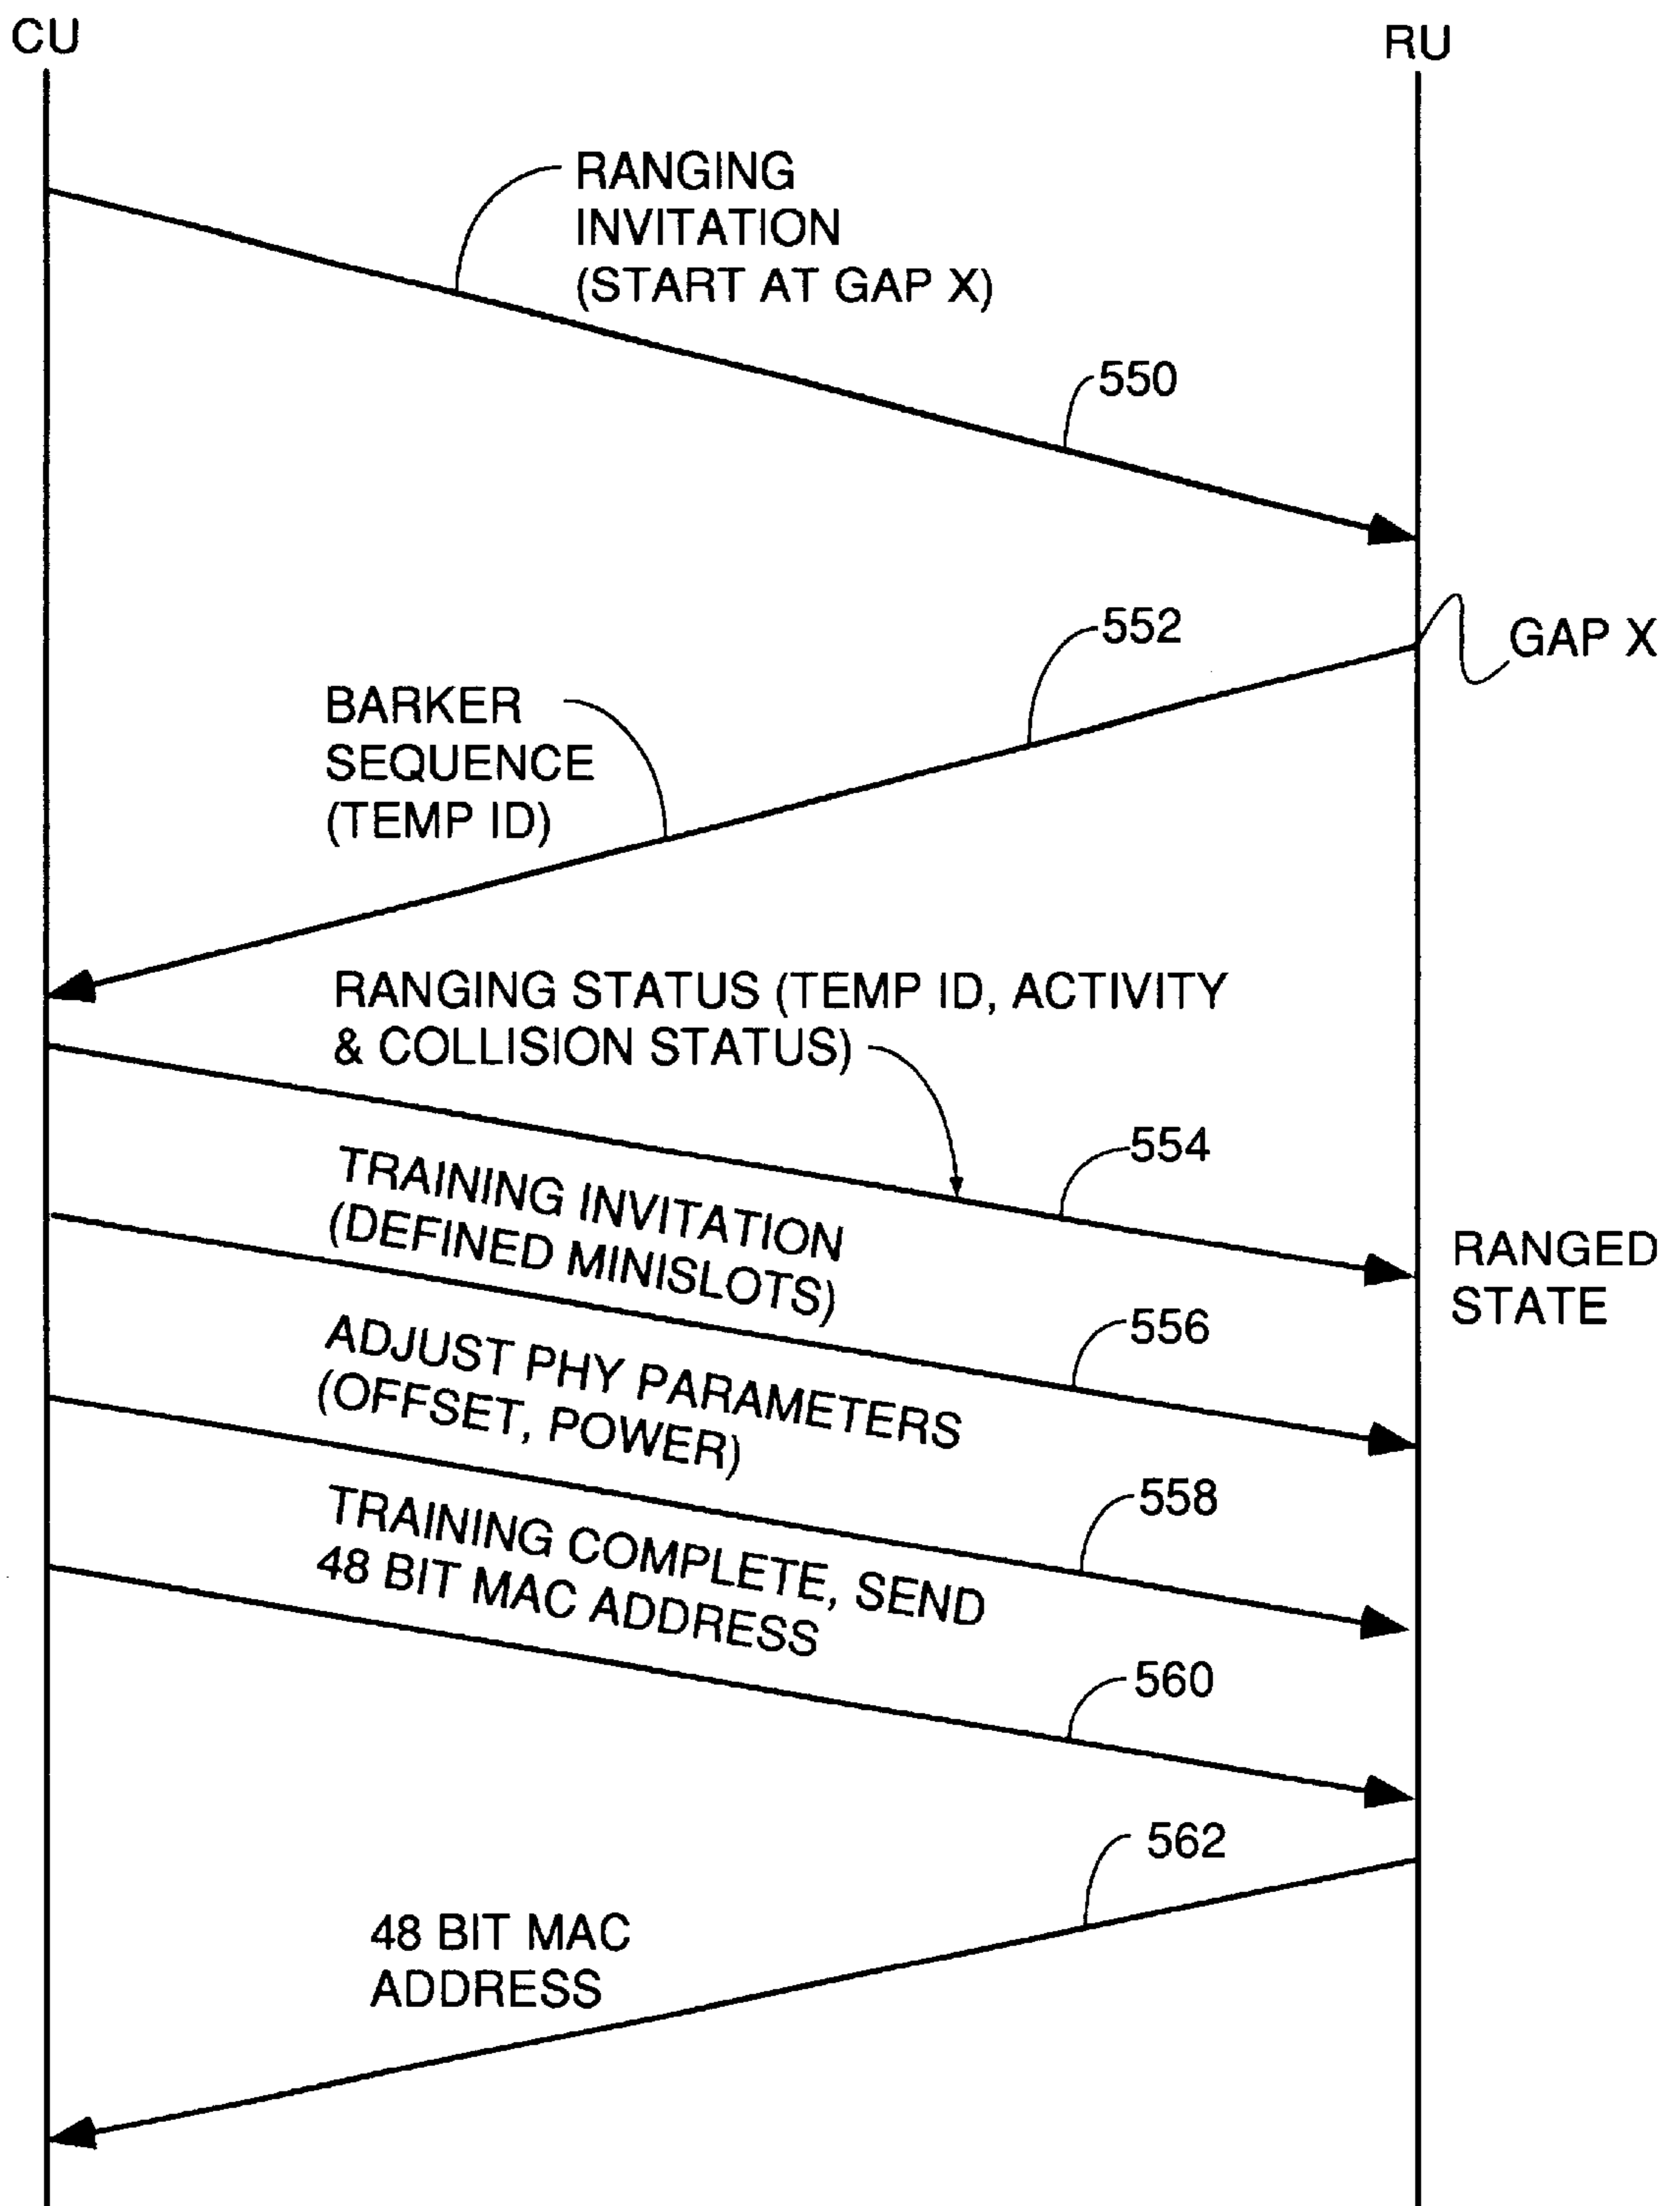 CU
RU
RANGING
INVITATION
(START AT GAP X)
550
552
GAP X
BARKER
SEQUENCE
(TEMP ID)
RANGING STATUS (TEMP ID, ACTIVITY
& COLLISION STATUS)
554
TRAINING INVITATION
(DEFINED MINISLOTS)
RANGED
STATE
556
ADJUST PHY PARAMETERS
(OFFSET, POWER)
558
TRAINING COMPLETE, SEND
48 BIT MAC ADDRESS
560
562
48 BIT MAC
ADDRESS